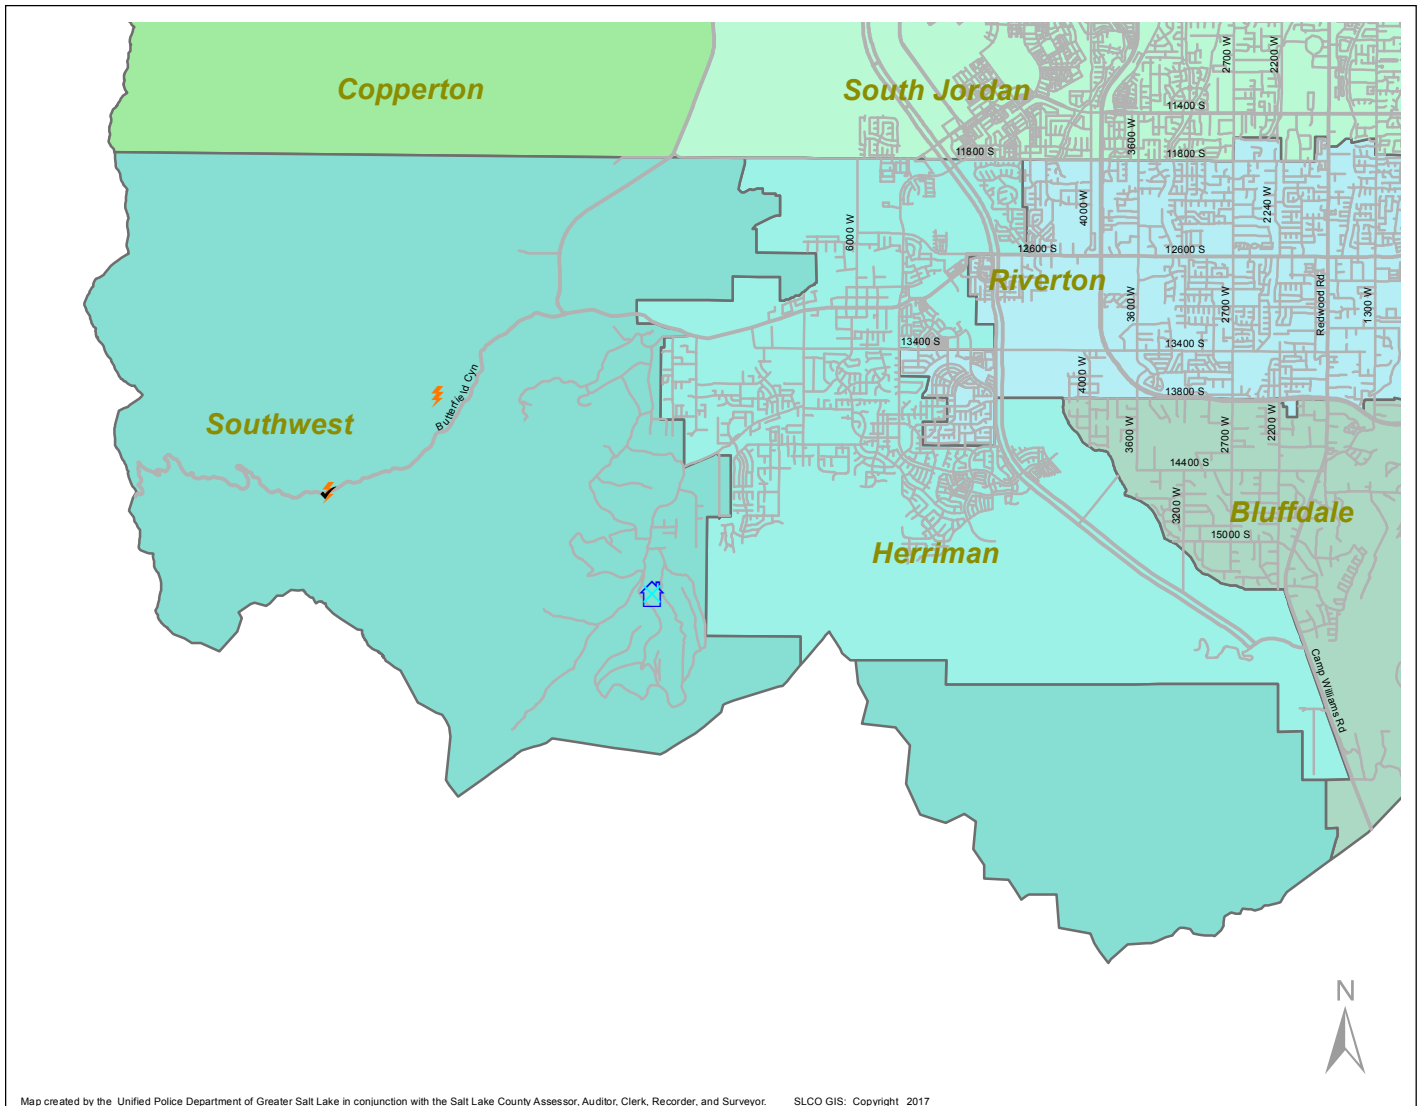 Copperton
South Jordan
2700 W
2200 W
11400 S
3600 W
11800 S
11800 S
4000 W
2240 W
6000 W
12600 S
12600 S
Riverton
3600 W
2700 W
Redwood Rd
1300 W
13400 S
13400 S
4000 W
13800 S
Butterfield Cyn
Southwest
3600 W
2700 W
2200 W
14400 S
3200 W
Bluffdale
15000 S
Herriman
Camp Williams Rd
N
Map created by the Unified Police Department of Greater Salt Lake in conjunction with the Salt Lake County Assessor, Auditor, Clerk, Recorder, and Surveyor. SLCO GIS: Copyright 2017